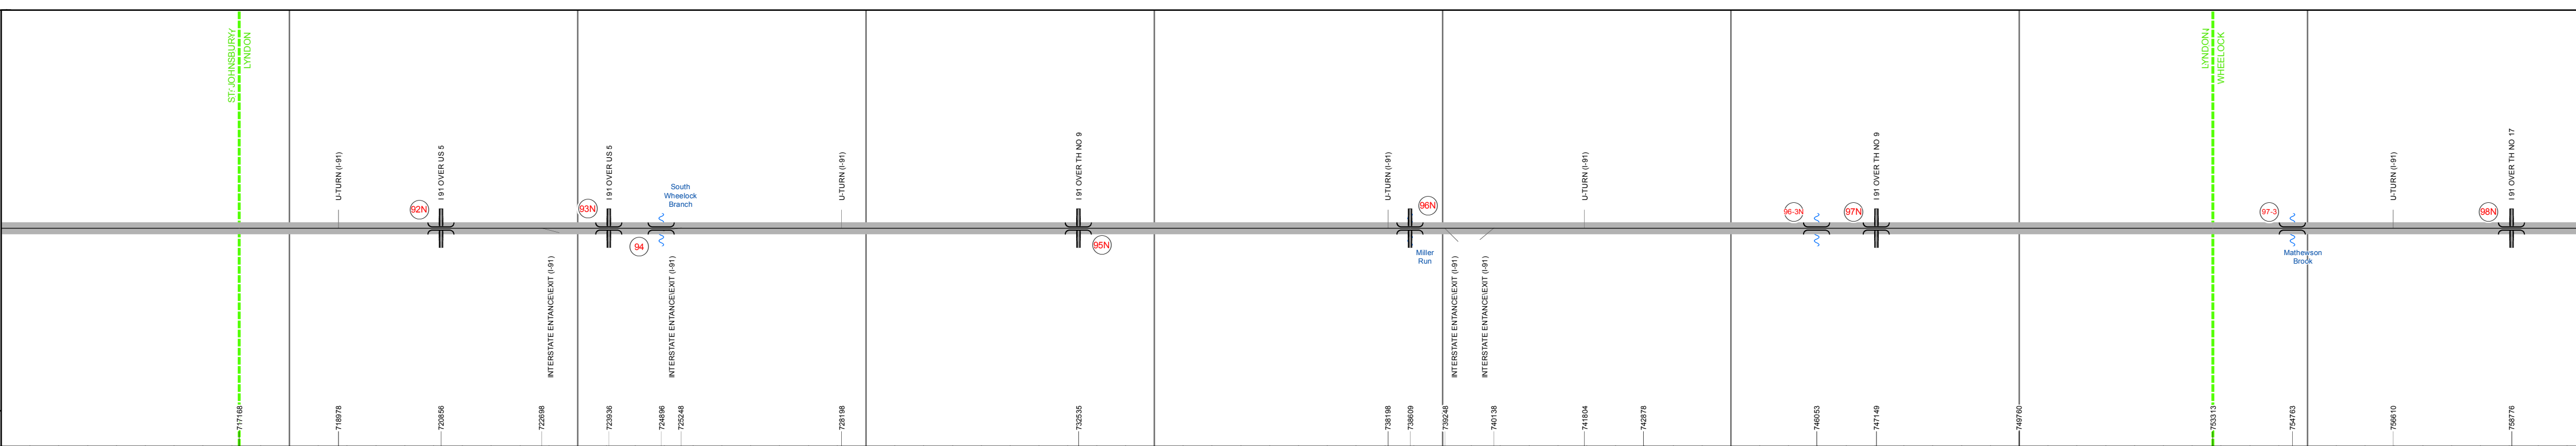 ST. JOHNSBURY
LYNDON
LYNDON
WHEELOCK
U-TURN (I-91)
I 91 OVER US 5
I 91 OVER US 5
U-TURN (I-91)
I 91 OVER TH NO 9
U-TURN (I-91)
U-TURN (I-91)
I 91 OVER TH NO 9
U-TURN (I-91)
I 91 OVER TH NO 17
92N
93N
South
Wheelock
Branch
94
95N
96N
Miller
Run
96-3N
97N
97-3
Mathewson
Brook
98N
INTERSTATE ENTANCE\EXIT (I-91)
INTERSTATE ENTANCE\EXIT (I-91)
INTERSTATE ENTANCE\EXIT (I-91)
INTERSTATE ENTANCE\EXIT (I-91)
717168
718978
720856
722698
723936
724896
725248
728198
732535
738198
738609
739248
740138
741804
742878
746053
747149
749760
753313
754763
756610
758776